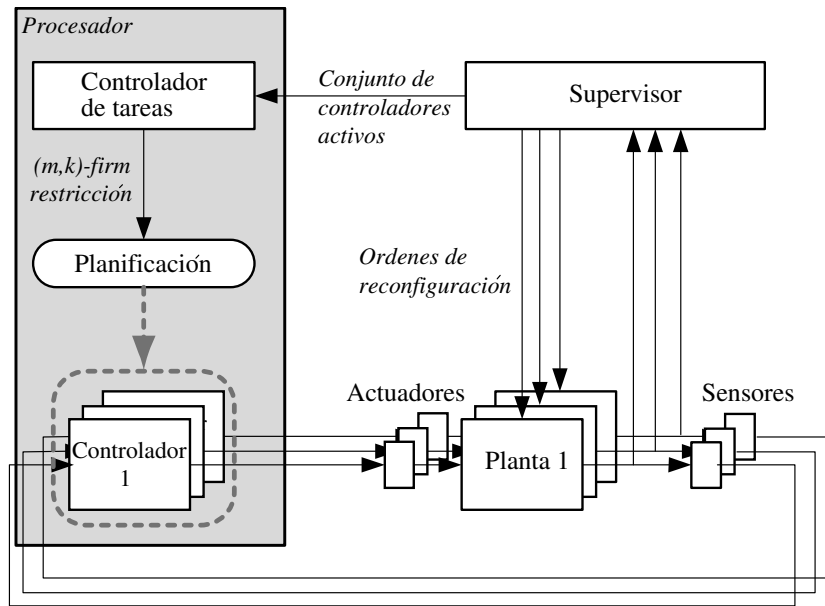 Procesador
Controlador
de tareas
Conjunto de
controladores
activos
Supervisor
(m,k)-firm
restricción
Planificación
Ordenes de
reconfiguración
Actuadores
Sensores
Controlador
1
Planta 1